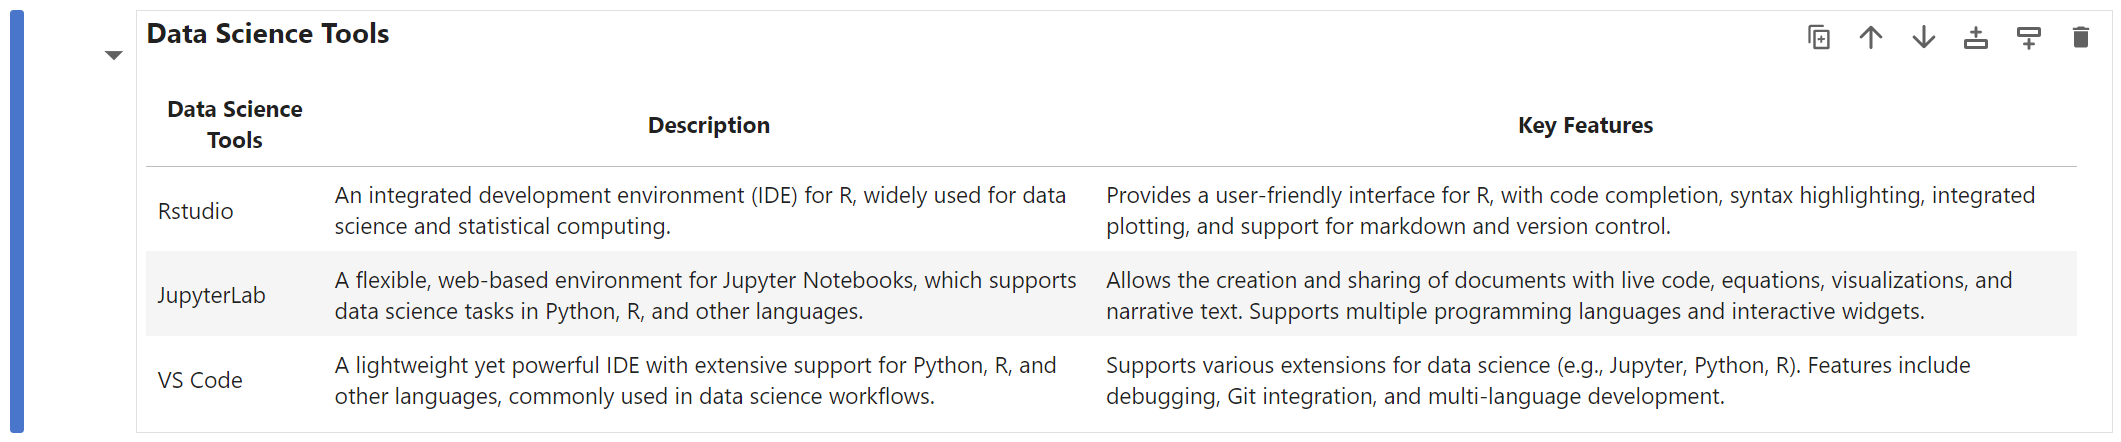 Data Science Tools
Data Science
Tools
Description
Key Features
Rstudio
An integrated development environment (IDE) for R, widely used for data
science and statistical computing.
Provides a user-friendly interface for R, with code completion, syntax highlighting, integrated
plotting, and support for markdown and version control.
JupyterLab
A flexible, web-based environment for Jupyter Notebooks, which supports
data science tasks in Python, R, and other languages.
Allows the creation and sharing of documents with live code, equations, visualizations, and
narrative text. Supports multiple programming languages and interactive widgets.
VS Code
A lightweight yet powerful IDE with extensive support for Python, R, and
other languages, commonly used in data science workflows.
Supports various extensions for data science (e.g., Jupyter, Python, R). Features include
debugging, Git integration, and multi-language development.